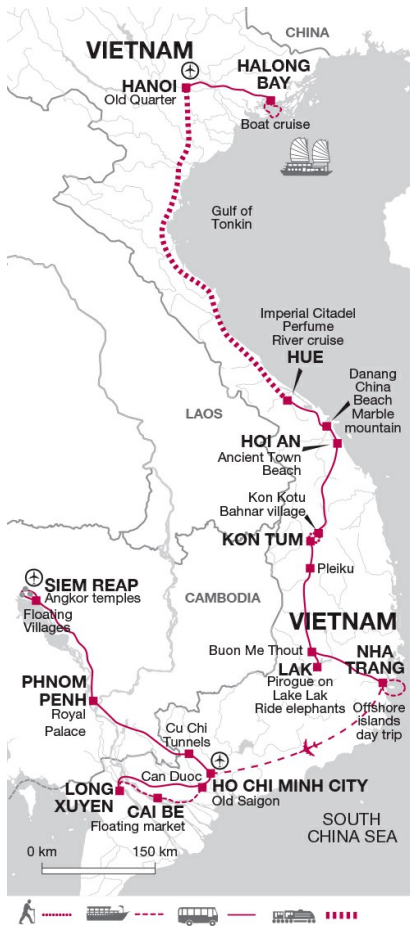 CHINA
VIETNAM
HALONG
BAY
HANOI
Old Quarter
Boat cruise
Gulf of
Tonkin
Imperial Citadel
Perfume
River cruise
HUE
Danang
China
Beach
Marble
mountain
LAOS
HOI AN
Ancient Town
Beach
Kon Kotu
Bahnar village
KON TUM
Pleiku
SIEM REAP
Angkor temples
Floating
Villages
CAMBODIA
VIETNAM
Buon Me Thout
NHA
TRANG
LAK
Pirogue on
Lake Lak
Ride elephants
PHNOM
PENH
Royal
Palace
Offshore
islands
day trip
Cu Chi
Tunnels
Can Duoc
HO CHI MINH CITY
Old Saigon
LONG
XUYEN
CAI BE
Floating market
SOUTH
CHINA SEA
0 km
150 km